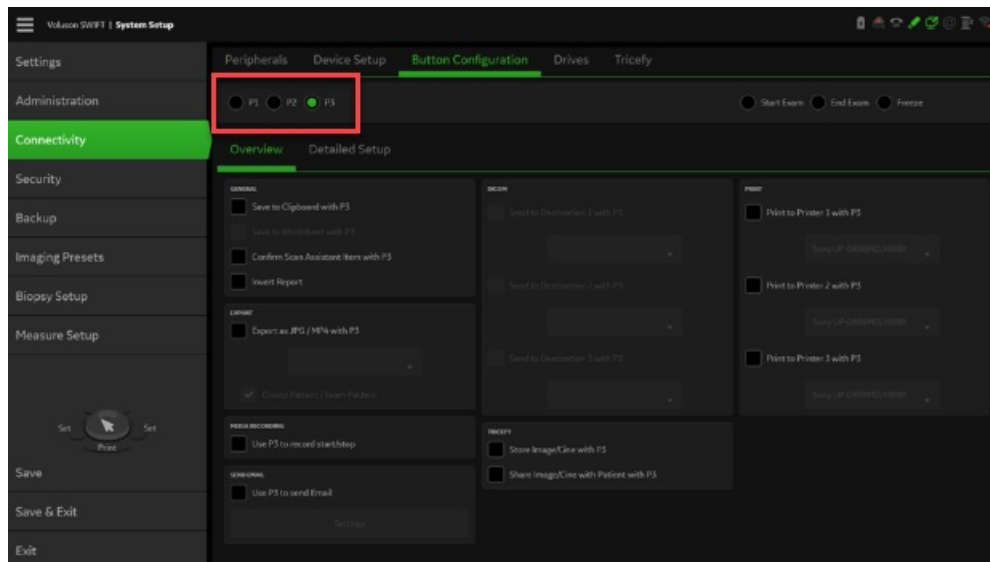 Voluson SWIFT | System Setup
Settings
Administration
Connectivity
Security
Backup
Imaging Presets
Biopsy Setup
Measure Setup
Set Set
Print
Save
Save & Exit
Exit
Peripherals Device Setup Button Configuration Drives Tricefy
P1 P2 P3
Start Exam End Exam Freeze
Overview Detailed Setup
GENERAL
Save to Clipboard with P3
Save to Worksheet with P3
Confirm Scan Assistant Item with P3
Invert Report
EXPORT
Export as JPG / MP4 with P3
Create Patient / Exam Folders
MEDIA RECORDING
Use P3 to record start/stop
SEND EMAIL
Use P3 to send Email
Settings
DICOM
Send to Destination 1 with P3
Send to Destination 2 with P3
Send to Destination 3 with P3
TRICEFY
Store Image/Cine with P3
Share Image/Cine with Patient with P3
PRINT
Print to Printer 1 with P3
Sony
Print to Printer 2 with P3
Sony
Print to Printer 3 with P3
Sony